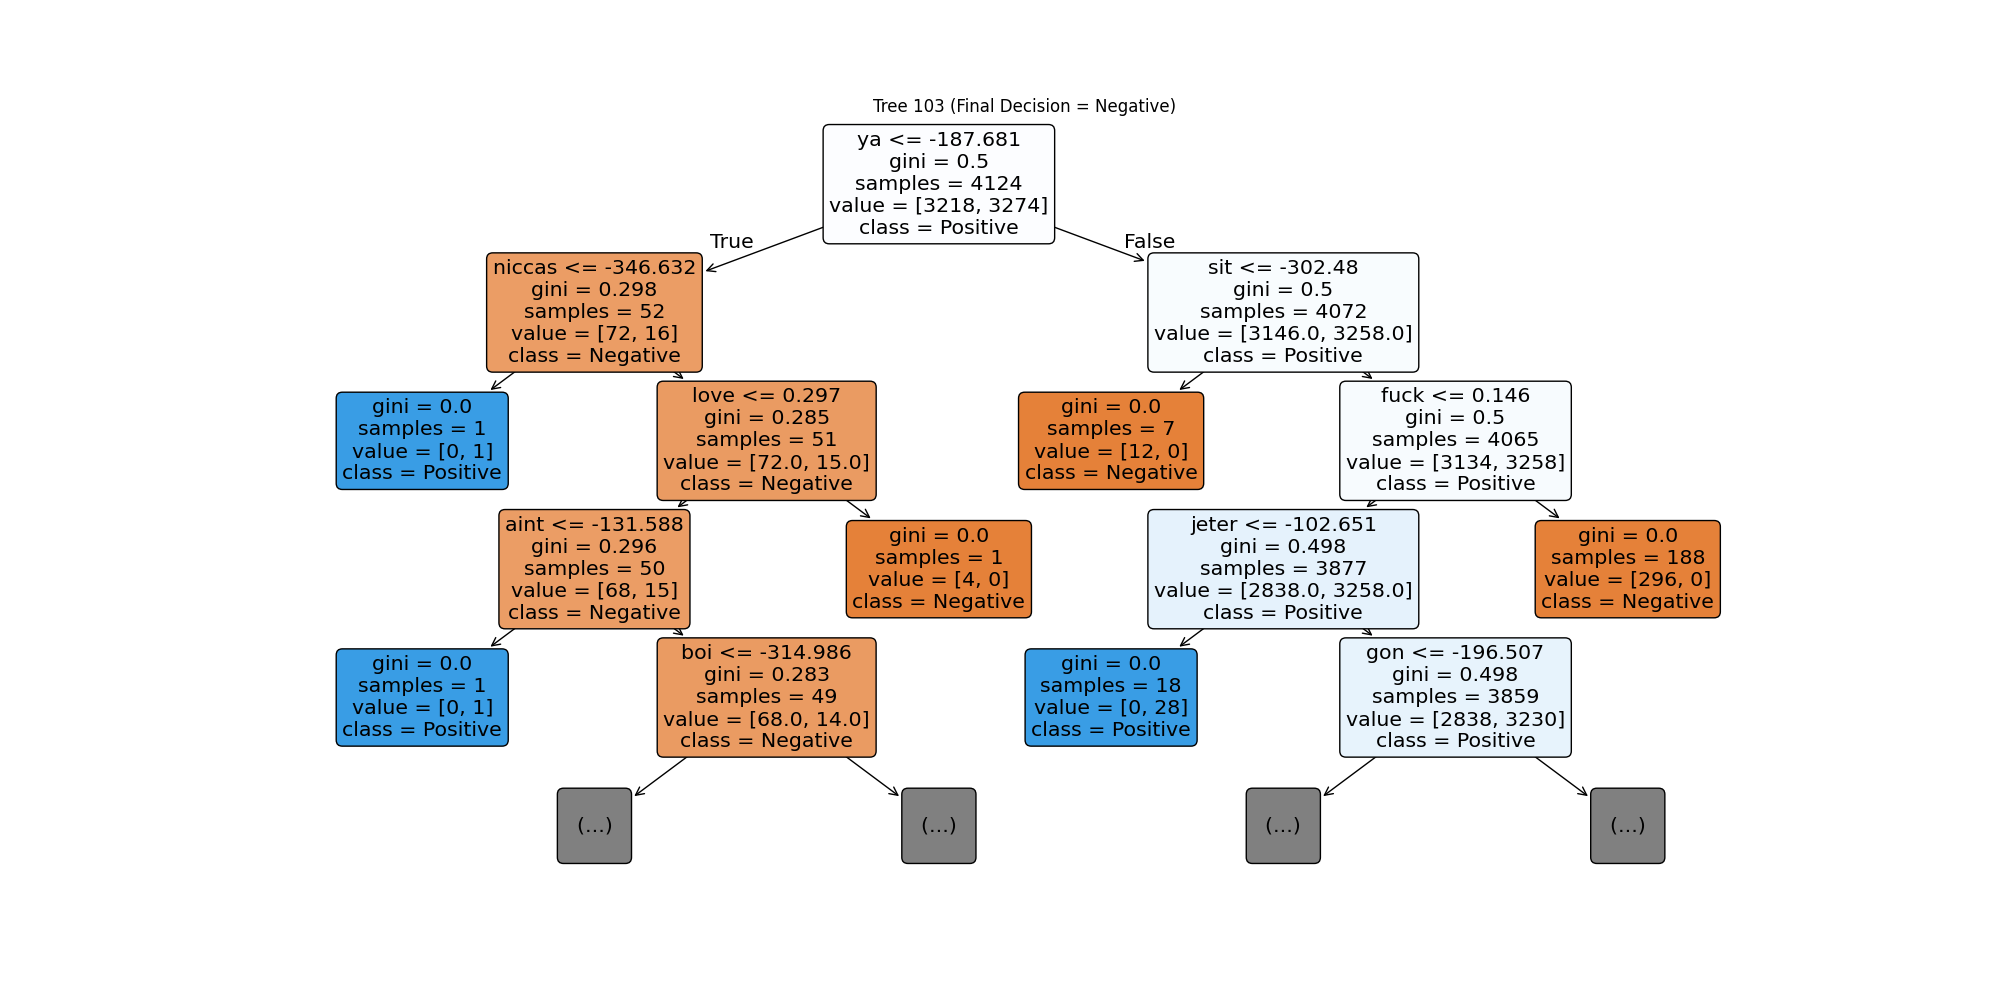 Tree 103 (Final Decision = Negative)
ya <= -187.681
gini = 0.5
samples = 4124
value = [3218, 3274]
class = Positive
True
False
niccas <= -346.632
gini = 0.298
samples = 52
value = [72, 16]
class = Negative
sit <= -302.48
gini = 0.5
samples = 4072
value = [3146.0, 3258.0]
class = Positive
gini = 0.0
samples = 1
value = [0, 1]
class = Positive
love <= 0.297
gini = 0.285
samples = 51
value = [72.0, 15.0]
class = Negative
gini = 0.0
samples = 7
value = [12, 0]
class = Negative
fuck <= 0.146
gini = 0.5
samples = 4065
value = [3134, 3258]
class = Positive
aint <= -131.588
gini = 0.296
samples = 50
value = [68, 15]
class = Negative
gini = 0.0
samples = 1
value = [4, 0]
class = Negative
jeter <= -102.651
gini = 0.498
samples = 3877
value = [2838.0, 3258.0]
class = Positive
gini = 0.0
samples = 188
value = [296, 0]
class = Negative
gini = 0.0
samples = 1
value = [0, 1]
class = Positive
boi <= -314.986
gini = 0.283
samples = 49
value = [68.0, 14.0]
class = Negative
gini = 0.0
samples = 18
value = [0, 28]
class = Positive
gon <= -196.507
gini = 0.498
samples = 3859
value = [2838, 3230]
class = Positive
(...)
(...)
(...)
(...)